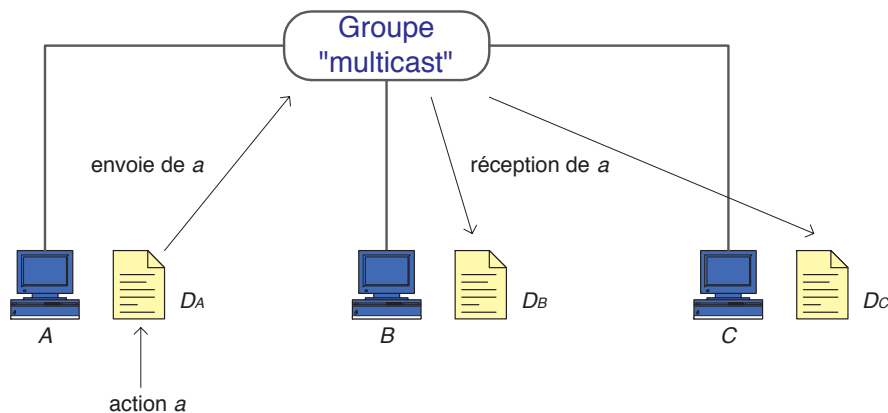 Groupe
"multicast"
envoie de a
réception de a
DA
DB
DC
A
B
C
action a